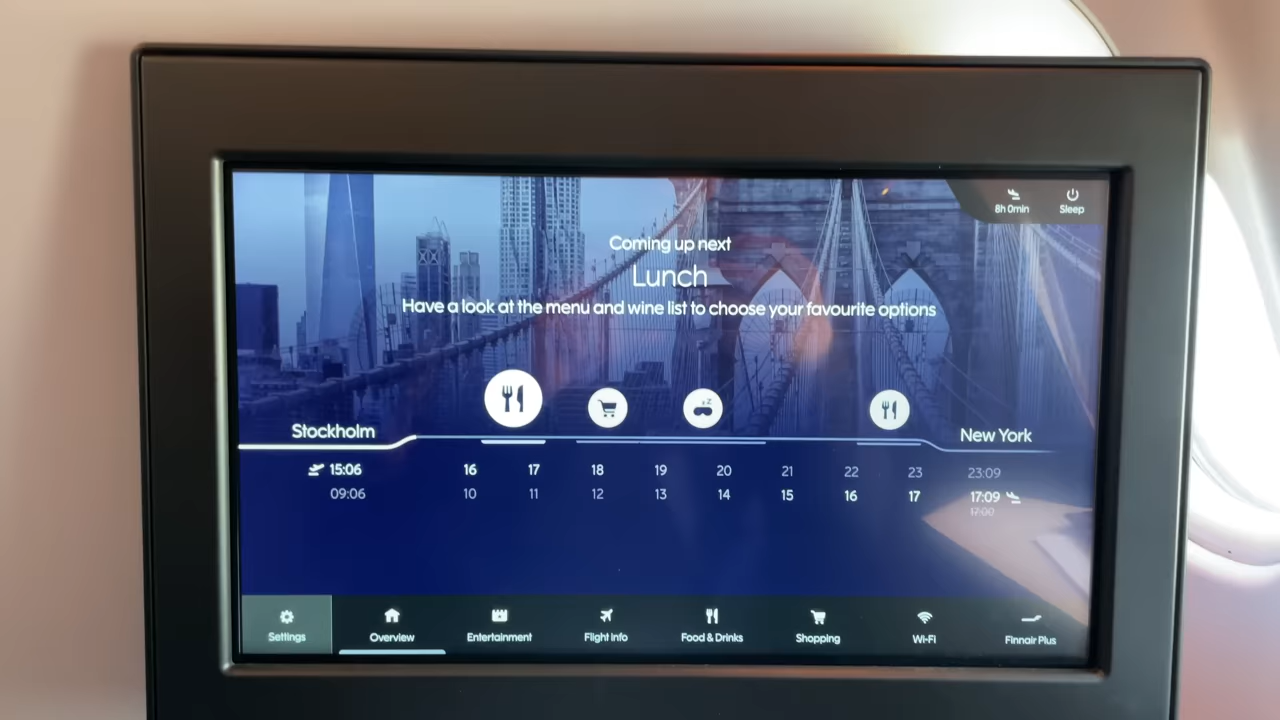 8h 0min Sleep
Coming up next
Lunch
Have a look at the menu and wine list to choose your favourite options
zZ
Stockholm New York
15:06 16 17 18 19 20 21 22 23 23:09
09:06 10 11 12 13 14 15 16 17 17:09
17:00
Settings Overview Entertainment Flight info Food & Drinks Shopping Wi-Fi Finnair Plus